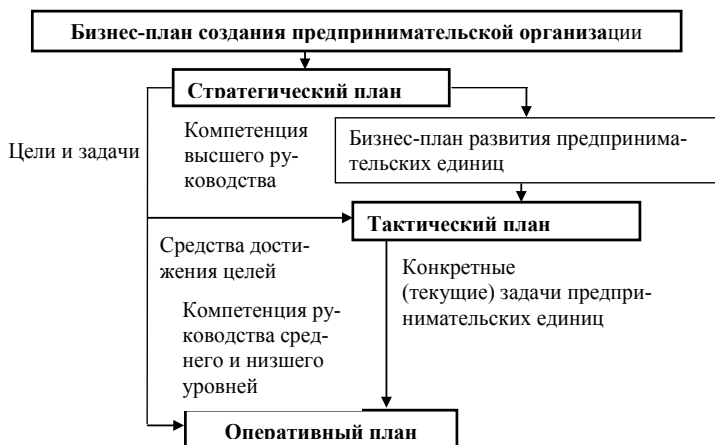 Бизнес-план создания предпринимательской организации
Стратегический план
Цели и задачи
Компетенция
высшего ру-
ководства
Бизнес-план развития предпринима-
тельских единиц
Тактический план
Средства дости-
жения целей
Конкретные
(текущие) задачи предпри-
нимательских единиц
Компетенция ру-
ководства сред-
него и низшего
уровней
Оперативный план